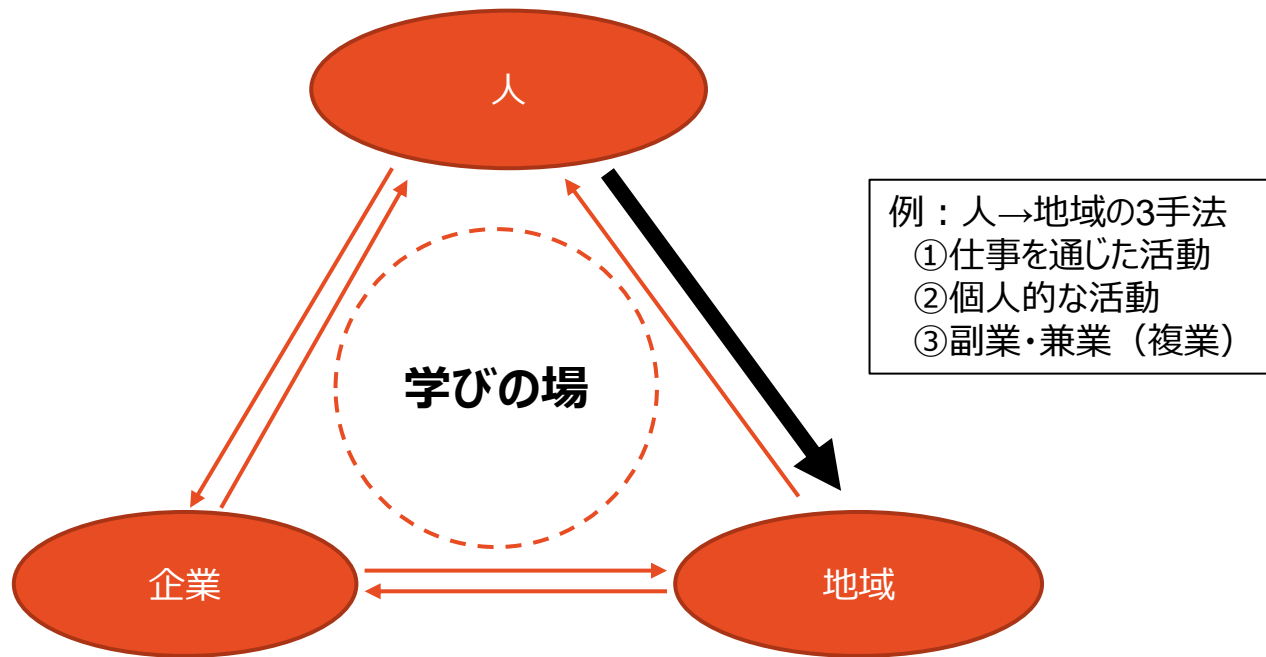 人
例：人→地域の3手法
①仕事を通じた活動
②個人的な活動
③副業・兼業（複業）
学びの場
企業
地域